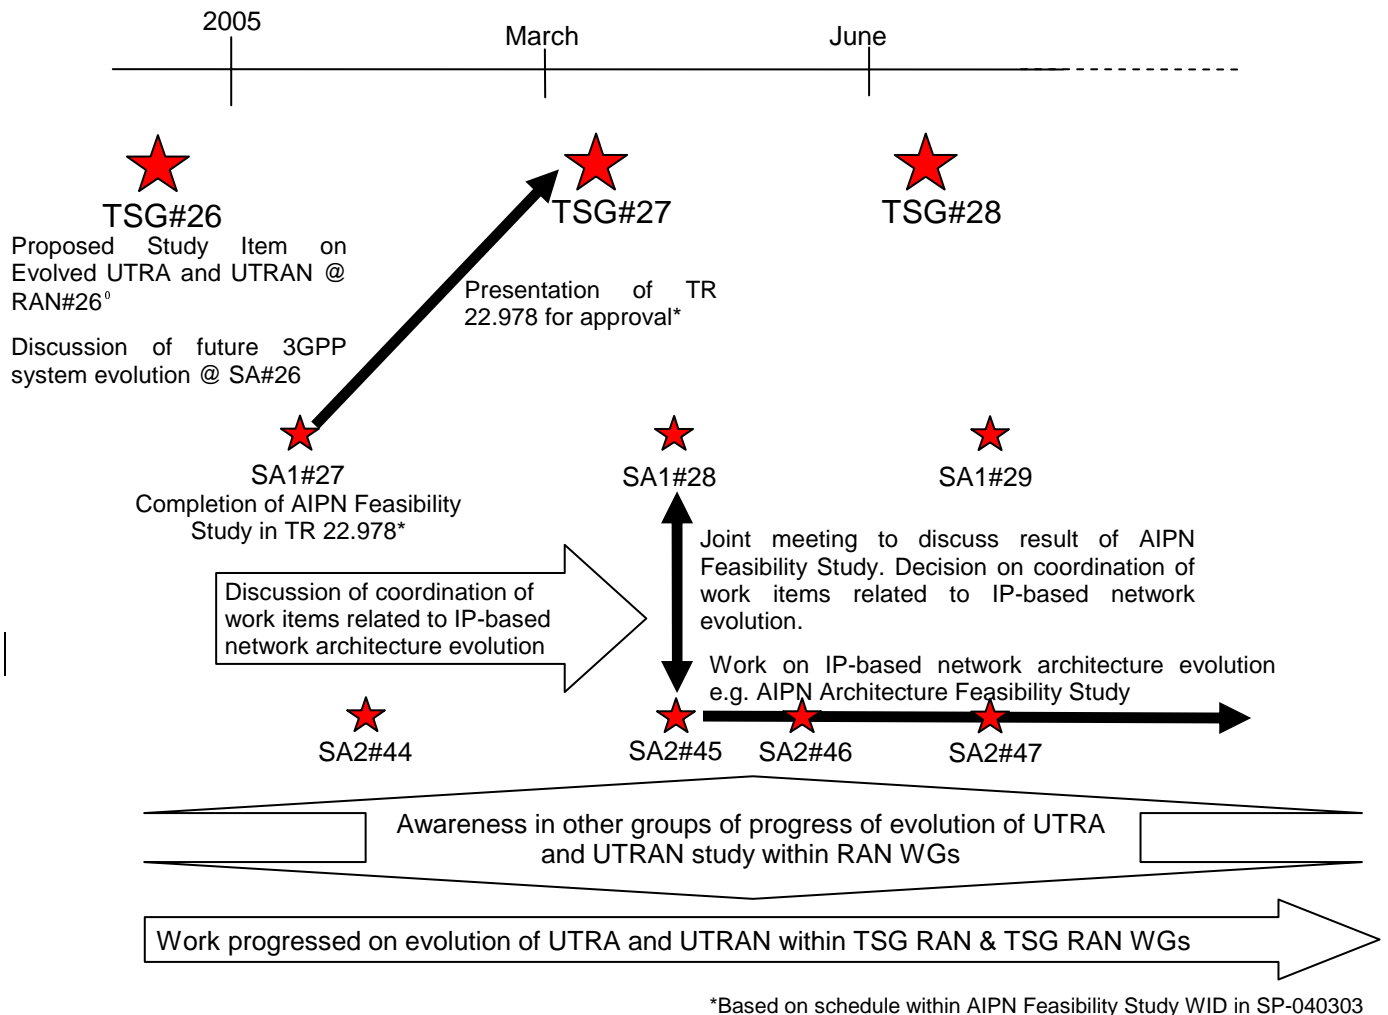 2005
March
June
TSG#26
TSG#27
TSG#28
Proposed Study Item on
Evolved UTRA and UTRAN @
RAN#26⁰
Discussion of future 3GPP
system evolution @ SA#26
Presentation of TR
22.978 for approval*
SA1#27
Completion of AIPN Feasibility
Study in TR 22.978*
SA1#28
SA1#29
Joint meeting to discuss result of AIPN
Feasibility Study. Decision on coordination of
work items related to IP-based network
evolution.
Discussion of coordination of
work items related to IP-based
network architecture evolution
Work on IP-based network architecture evolution
e.g. AIPN Architecture Feasibility Study
SA2#44
SA2#45
SA2#46
SA2#47
Awareness in other groups of progress of evolution of UTRA
and UTRAN study within RAN WGs
Work progressed on evolution of UTRA and UTRAN within TSG RAN & TSG RAN WGs
*Based on schedule within AIPN Feasibility Study WID in SP-040303